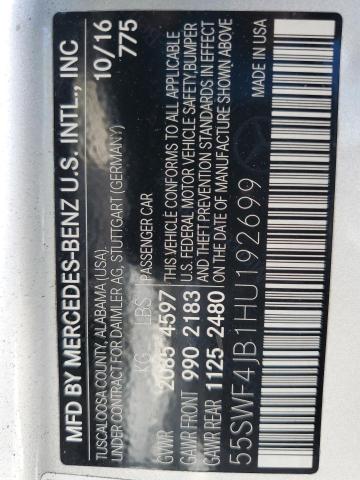 MFD BY MERCEDES-BENZ U.S. INTL., INC
TUSCALOOSA COUNTY, ALABAMA (USA),
UNDER CONTRACT FOR DAIMLER AG, STUTTGART (GERMANY)
10/16
775
KG LBS PASSENGER CAR
GVWR 2085 4597
GAWR FRONT 990 2183
GAWR REAR 1125 2480
THIS VEHICLE CONFORMS TO ALL APPLICABLE
U.S. FEDERAL MOTOR VEHICLE SAFETY,BUMPER
AND THEFT PREVENTION STANDARDS IN EFFECT
ON THE DATE OF MANUFACTURE SHOWN ABOVE
55SWF4JB1HU192699
MADE IN USA